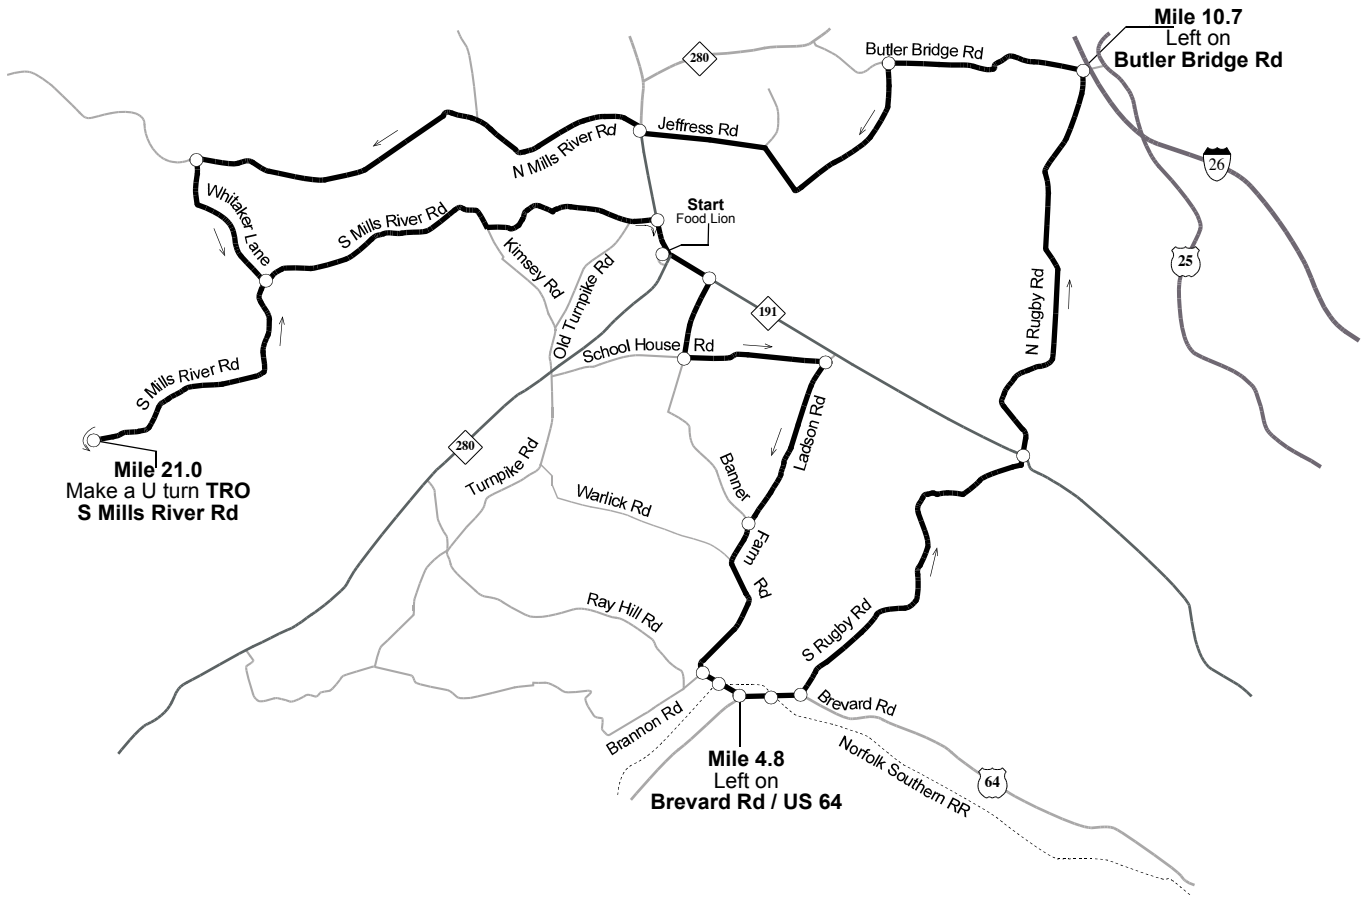 Mile 10.7
Left on
Butler Bridge Rd
Butler Bridge Rd
280
Jeffress Rd
N Mills River Rd
26
Whitaker Lane
S Mills River Rd
Start
Food Lion
Kimsey Rd
Old Turnpike Rd
25
191
N Rugby Rd
School House Rd
S Mills River Rd
Ladson Rd
280
Mile 21.0
Make a U turn TRO
S Mills River Rd
Turnpike Rd
Banner Farm Rd
Warlick Rd
Ray Hill Rd
S Rugby Rd
Brannon Rd
Brevard Rd
Norfolk Southern RR
64
Mile 4.8
Left on
Brevard Rd / US 64